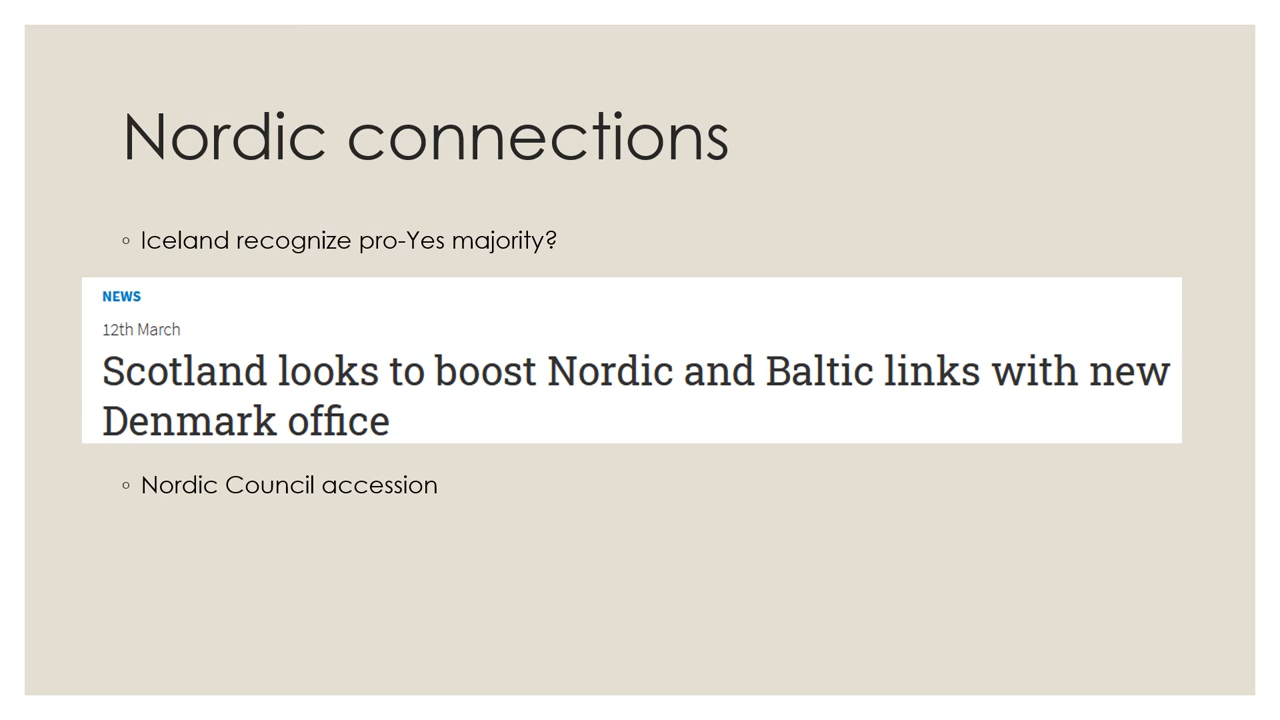 Nordic connections
◦ Iceland recognize pro-Yes majority?
NEWS
12th March
Scotland looks to boost Nordic and Baltic links with new
Denmark office
◦ Nordic Council accession